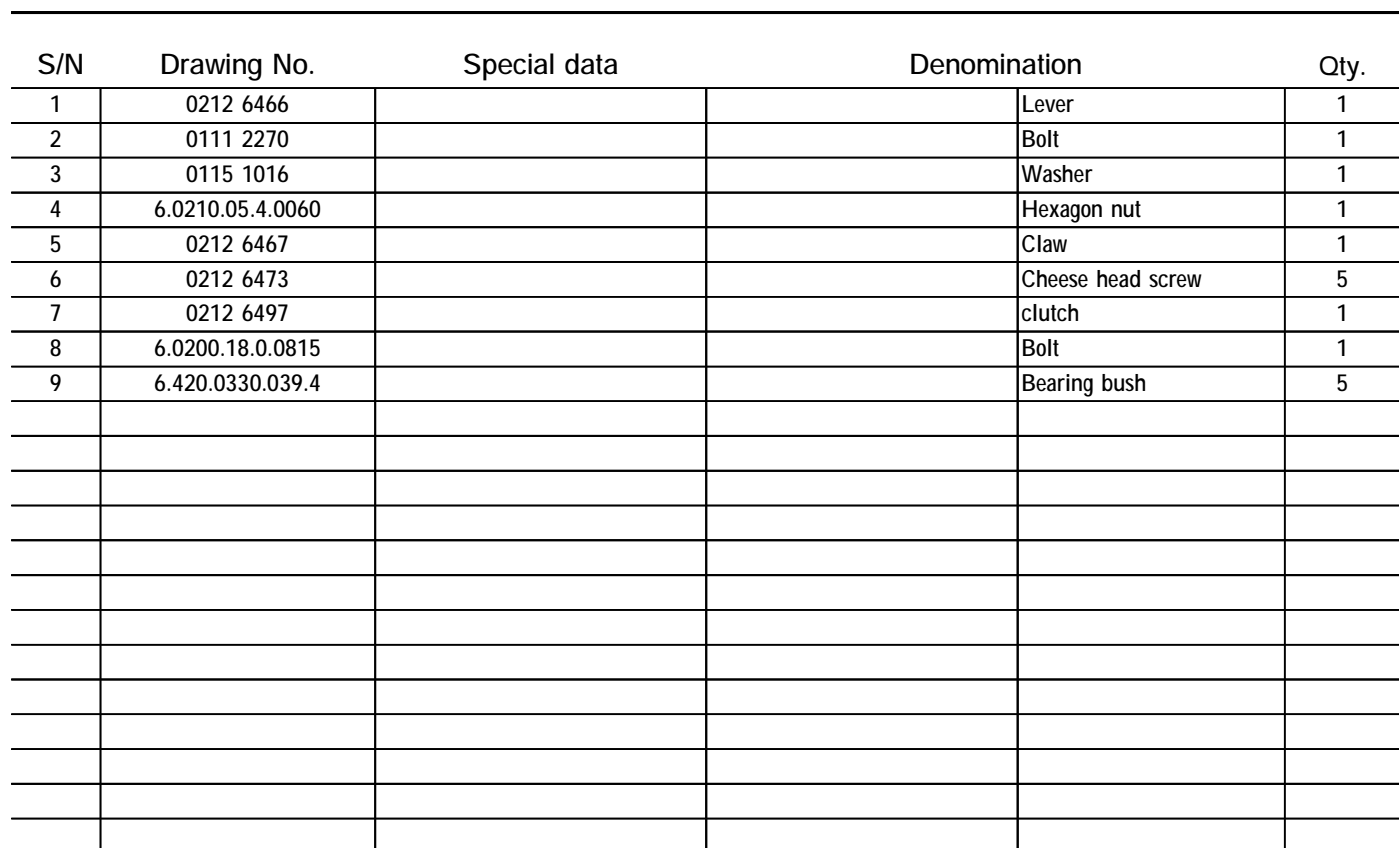 S/N Drawing No. Special data Denomination Qty.
1 0212 6466 Lever 1
2 0111 2270 Bolt 1
3 0115 1016 Washer 1
4 6.0210.05.4.0060 Hexagon nut 1
5 0212 6467 Claw 1
6 0212 6473 Cheese head screw 5
7 0212 6497 clutch 1
8 6.0200.18.0.0815 Bolt 1
9 6.420.0330.039.4 Bearing bush 5